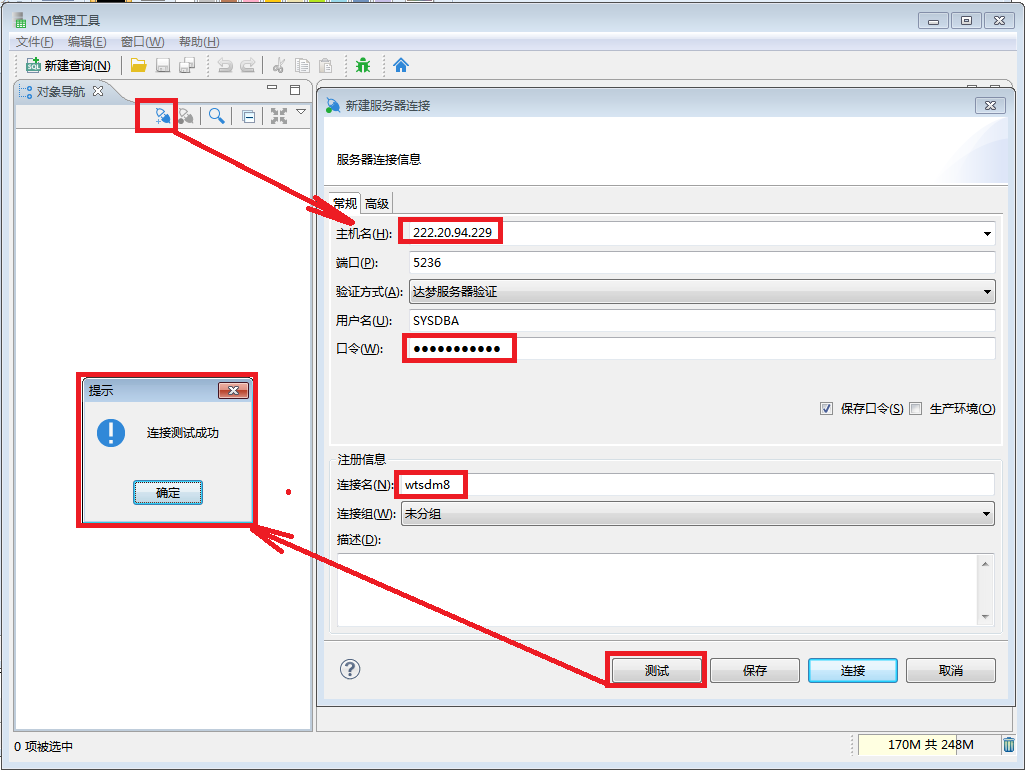 DM管理工具
文件(F) 编辑(E) 窗口(W) 帮助(H)
SQL 新建查询(N)
对象导航
新建服务器连接
服务器连接信息
常规 高级
主机名(H): 222.20.94.229
端口(P): 5236
验证方式(A): 达梦服务器验证
用户名(U): SYSDBA
口令(W): ●●●●●●●●●●●
保存口令(S) 生产环境(O)
提示
连接测试成功
确定
注册信息
连接名(N): wtsdm8
连接组(W): 未分组
描述(D):
? 测试 保存 连接 取消
0 项被选中
170M 共 248M